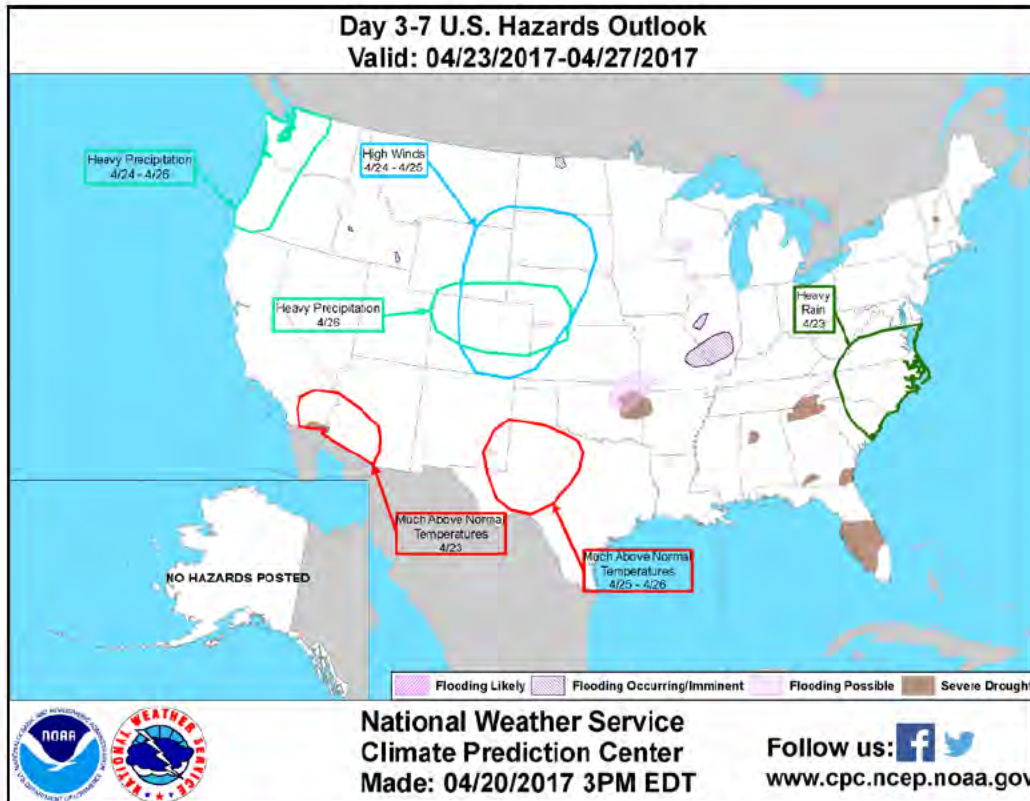 Day 3-7 U.S. Hazards Outlook
Valid: 04/23/2017-04/27/2017
Heavy Precipitation
4/24 - 4/26
High Winds
4/24 - 4/25
Heavy Precipitation
4/26
Heavy
Rain
4/23
Much Above Normal
Temperatures
4/23
Much Above Normal
Temperatures
4/25 - 4/26
NO HAZARDS POSTED
Flooding Likely
Flooding Occurring/Imminent
Flooding Possible
Severe Drought
NOAA
NATIONAL WEATHER SERVICE
National Weather Service
Climate Prediction Center
Made: 04/20/2017 3PM EDT
Follow us:
www.cpc.ncep.noaa.gov